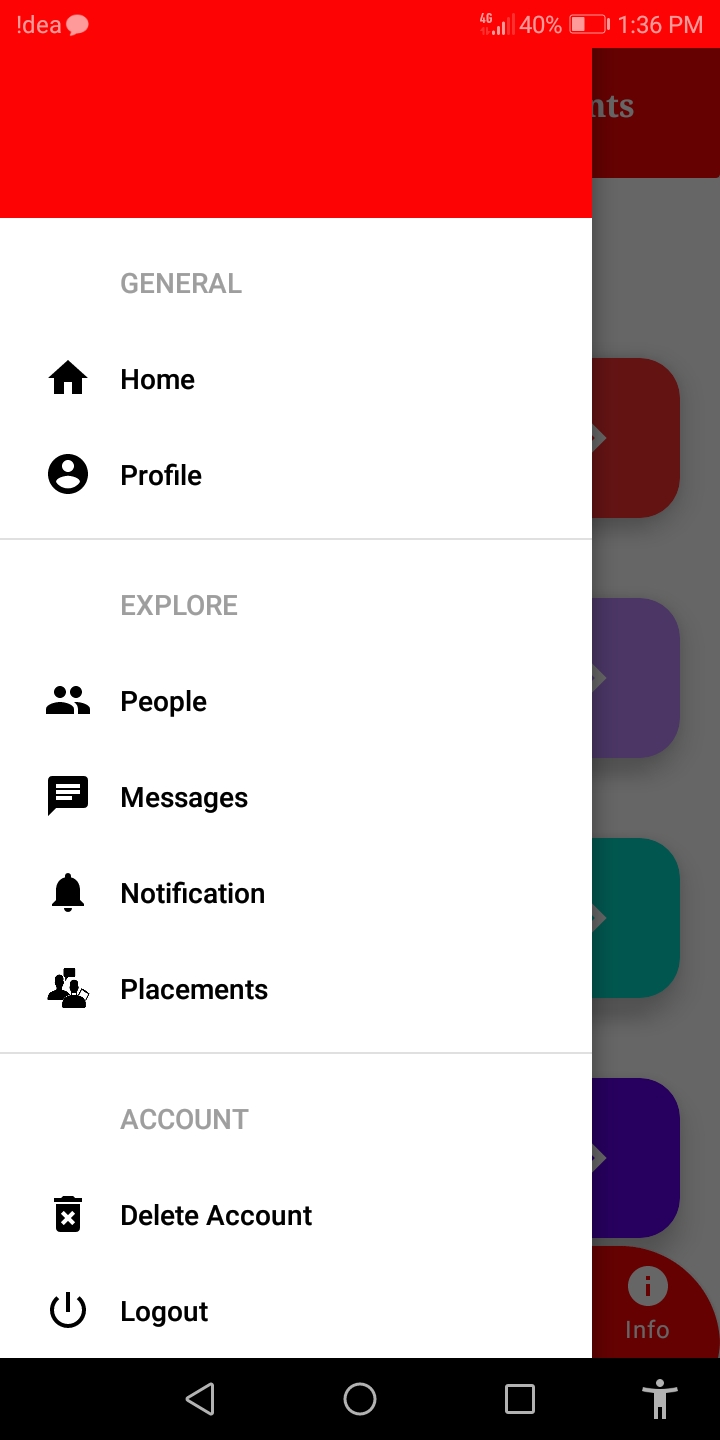 !dea
4G 40% 1:36 PM
nts
GENERAL
Home
Profile
EXPLORE
People
Messages
Notification
Placements
ACCOUNT
Delete Account
Logout
Info